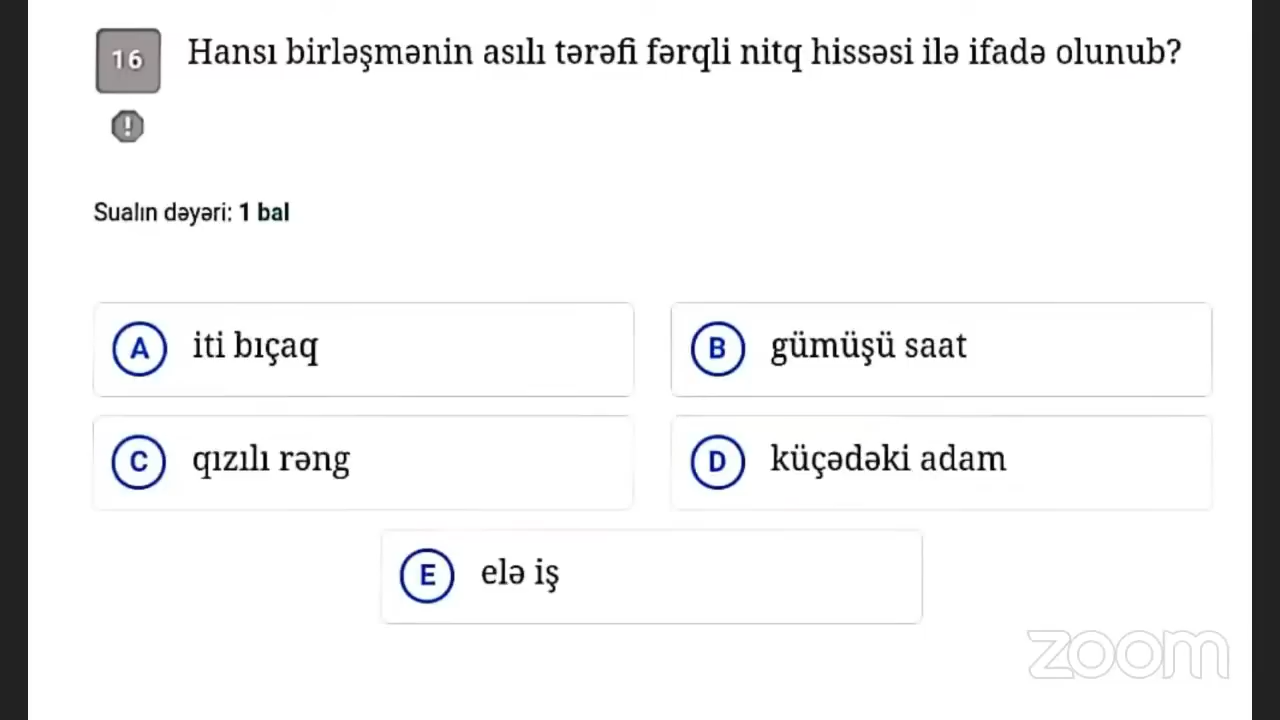 16 Hansı birləşmənin asılı tərəfi fərqli nitq hissəsi ilə ifadə olunub?
!
Sualın dəyəri: 1 bal
A iti bıçaq
B gümüşü saat
C qızılı rəng
D küçədəki adam
E elə iş
zoom